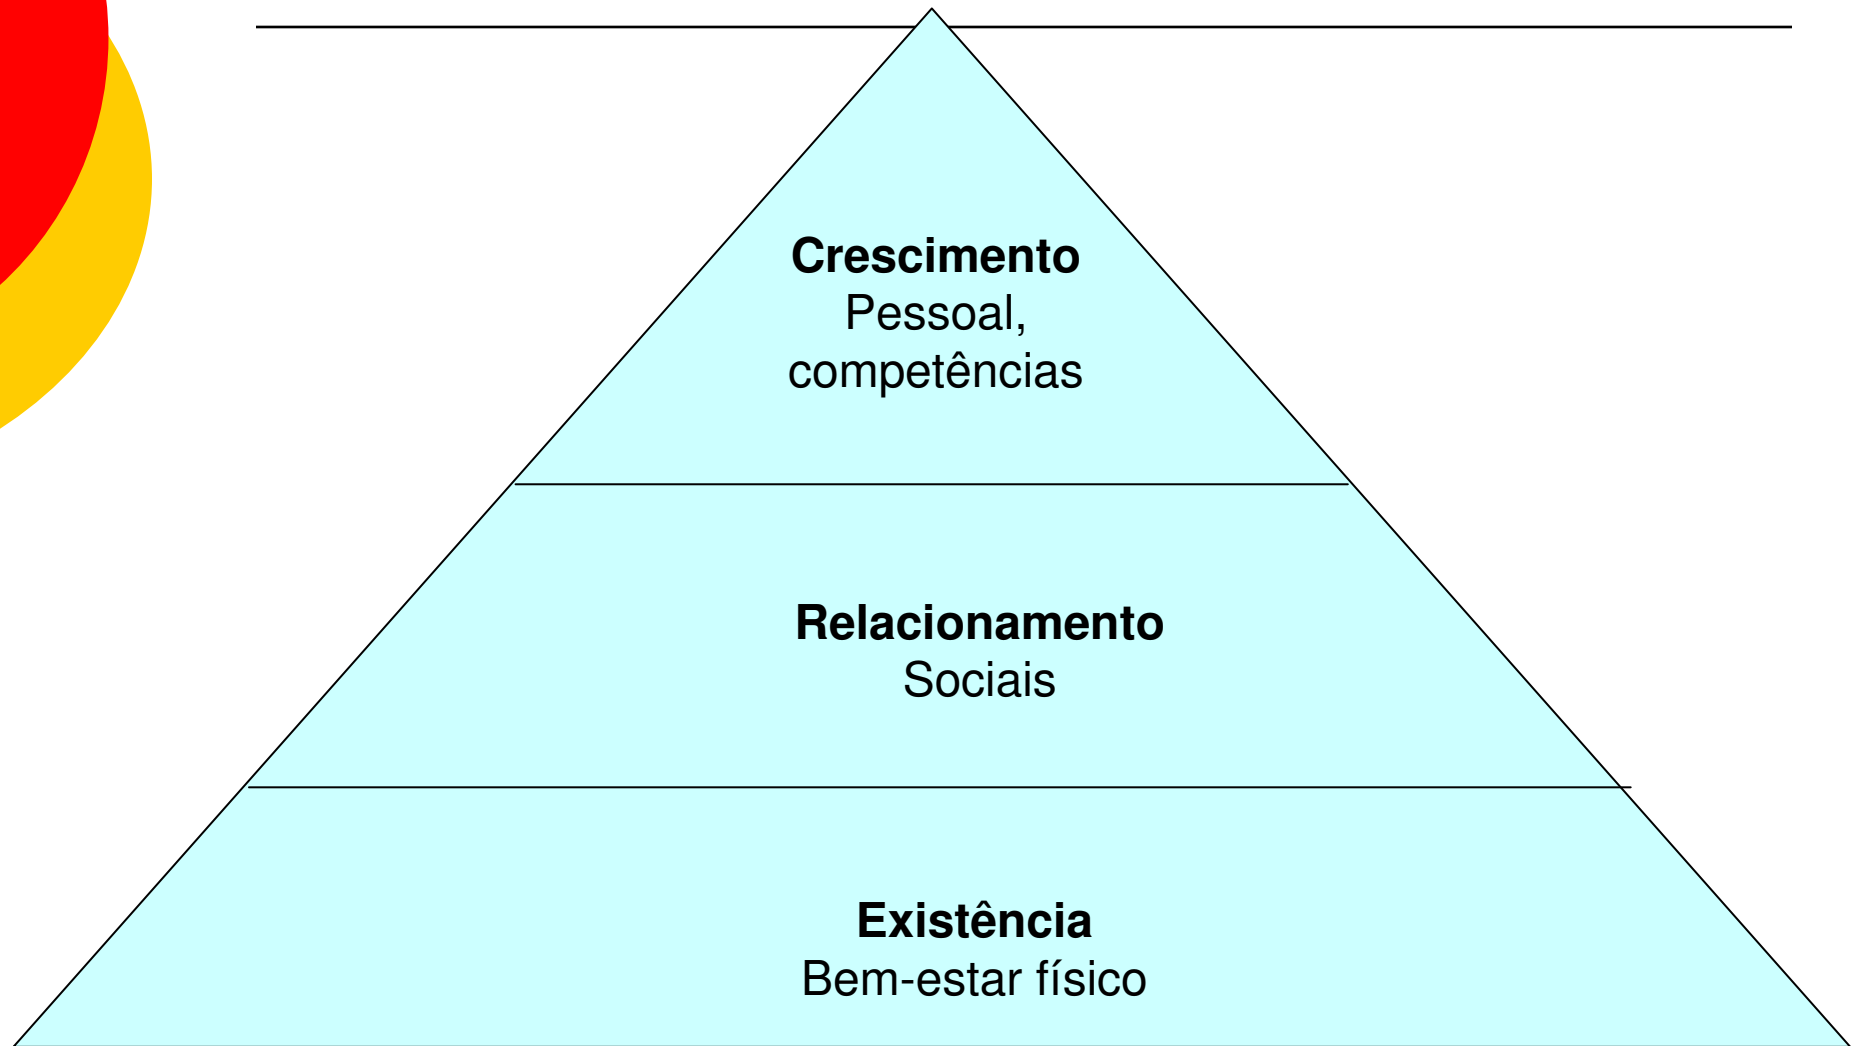 Crescimento
Pessoal,
competências
Relacionamento
Sociais
Existência
Bem-estar físico